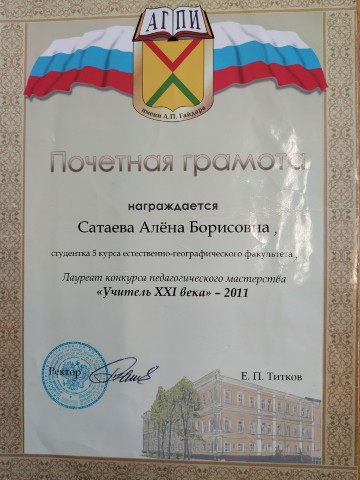 АГПИ
имени А.П. Гайдара
Почетная грамота
награждается
Сатаева Алёна Борисовна ,
студентка 5 курса естественно-географического факультета ,
Лауреат конкурса педагогического мастерства
«Учитель XXI века» – 2011
Ректор
Е. П. Титков